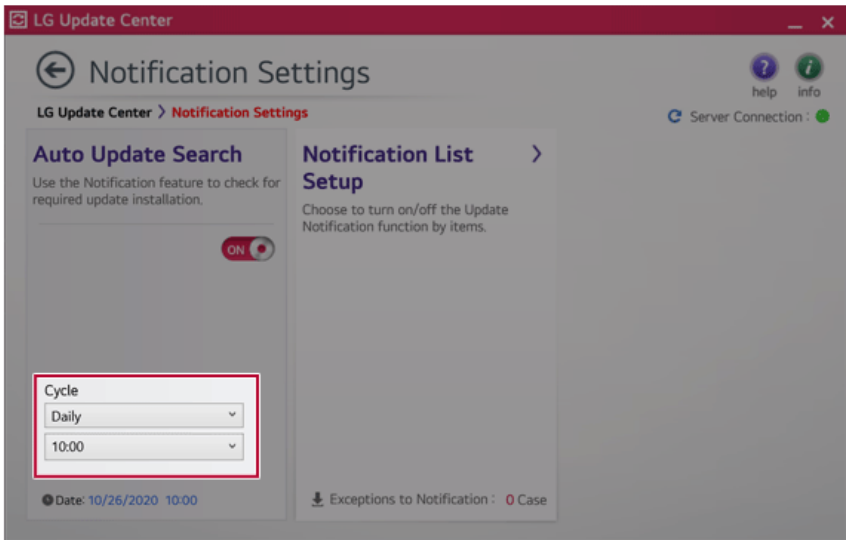 LG Update Center
Notification Settings
help
info
LG Update Center > Notification Settings
Server Connection :
Auto Update Search
Use the Notification feature to check for
required update installation.
ON
Notification List
Setup
Choose to turn on/off the Update
Notification function by items.
Cycle
Daily
10:00
Date: 10/26/2020 10:00
Exceptions to Notification : 0 Case